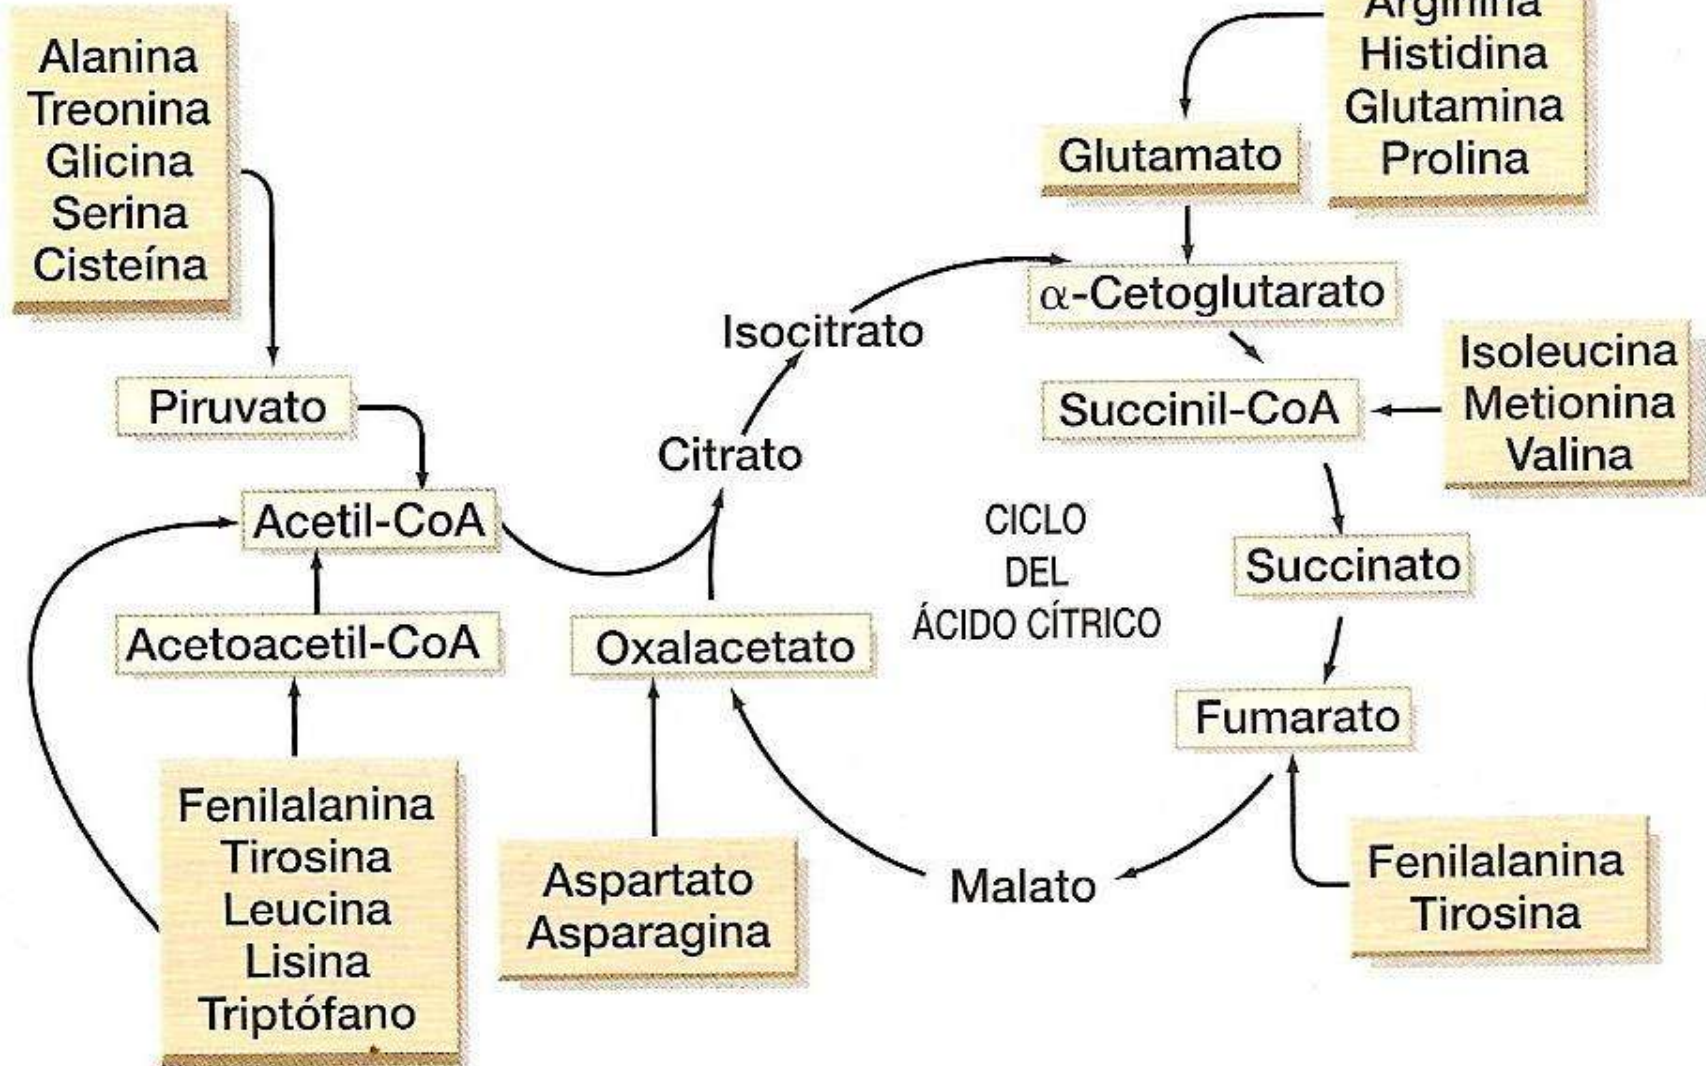 Alanina
Treonina
Glicina
Serina
Cisteína
Arginina
Histidina
Glutamina
Prolina
Glutamato
α-Cetoglutarato
Isocitrato
Piruvato
Citrato
Succinil-CoA
Isoleucina
Metionina
Valina
Acetil-CoA
CICLO
DEL
ÁCIDO CÍTRICO
Succinato
Acetoacetil-CoA
Oxalacetato
Fumarato
Fenilalanina
Tirosina
Leucina
Lisina
Triptófano
Aspartato
Asparagina
Malato
Fenilalanina
Tirosina